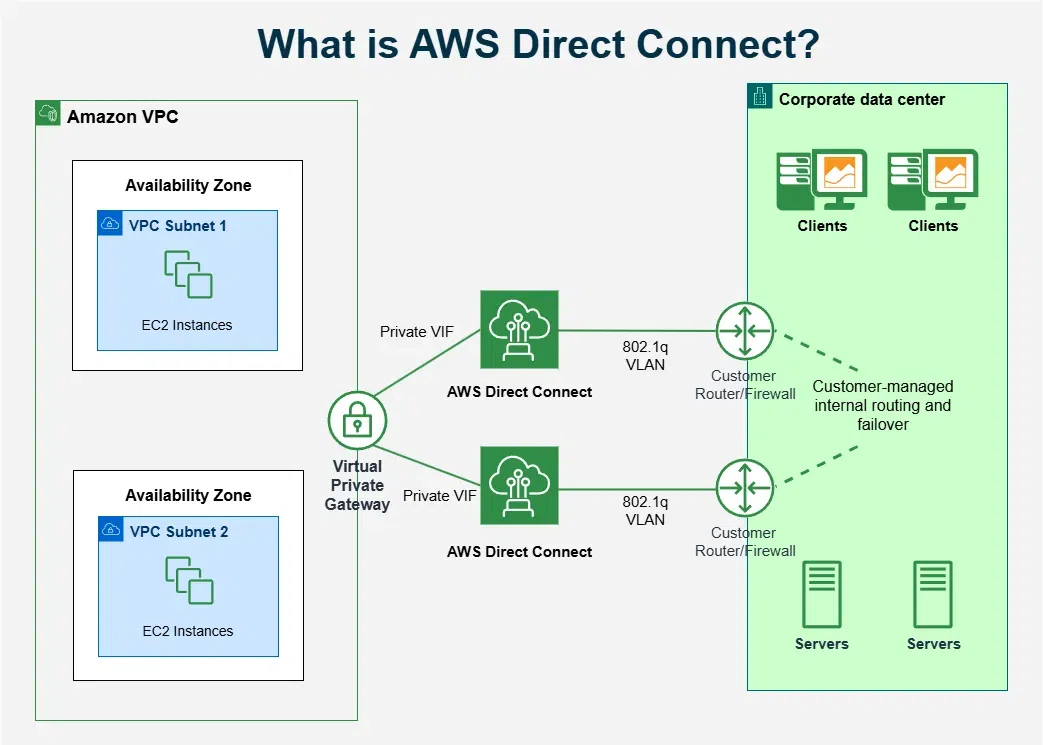 What is AWS Direct Connect?
Amazon VPC
Availability Zone
VPC Subnet 1
EC2 Instances
Availability Zone
VPC Subnet 2
EC2 Instances
Virtual
Private
Gateway
Private VIF
AWS Direct Connect
802.1q
VLAN
Customer
Router/Firewall
Private VIF
AWS Direct Connect
802.1q
VLAN
Customer
Router/Firewall
Corporate data center
Clients
Clients
Customer-managed
internal routing and
failover
Servers
Servers